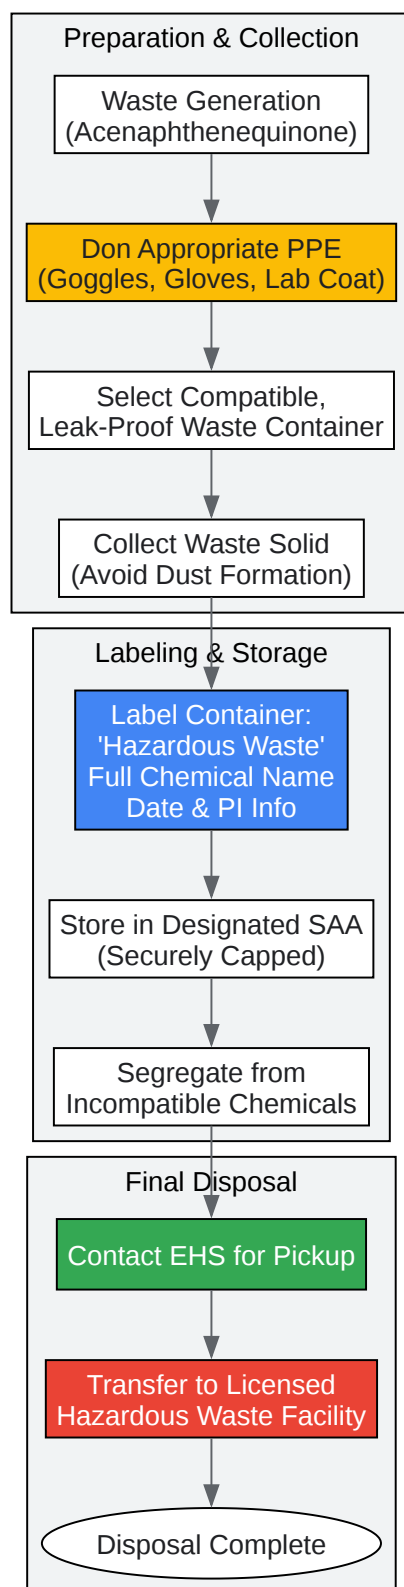 Preparation & Collection
Waste Generation
(Acenaphthenequinone)
Don Appropriate PPE
(Goggles, Gloves, Lab Coat)
Select Compatible,
Leak-Proof Waste Container
Collect Waste Solid
(Avoid Dust Formation)
Labeling & Storage
Label Container:
'Hazardous Waste'
Full Chemical Name
Date & PI Info
Store in Designated SAA
(Securely Capped)
Segregate from
Incompatible Chemicals
Final Disposal
Contact EHS for Pickup
Transfer to Licensed
Hazardous Waste Facility
Disposal Complete